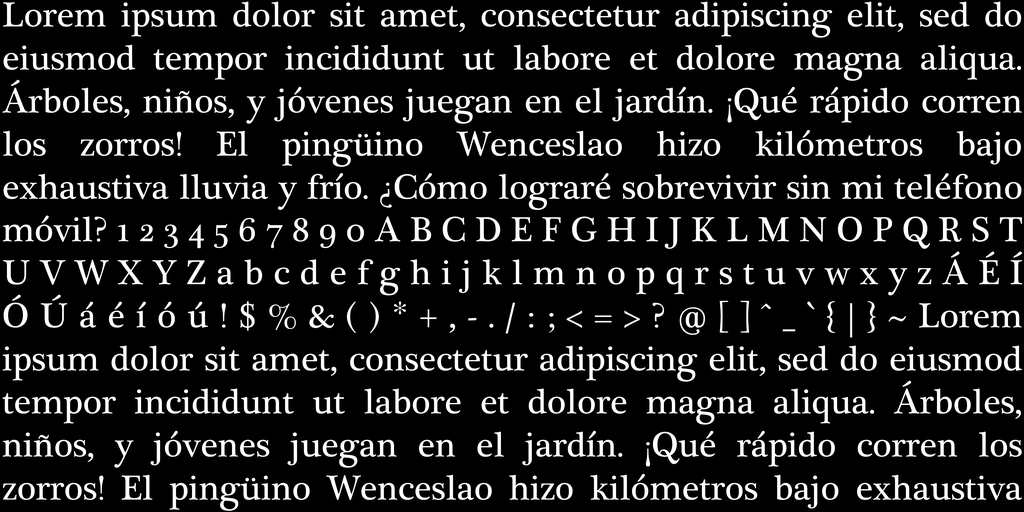 Lorem ipsum dolor sit amet, consectetur adipiscing elit, sed do
eiusmod tempor incididunt ut labore et dolore magna aliqua.
Árboles, niños, y jóvenes juegan en el jardín. ¡Qué rápido corren
los zorros! El pingüino Wenceslao hizo kilómetros bajo
exhaustiva lluvia y frío. ¿Cómo lograré sobrevivir sin mi teléfono
móvil? 1 2 3 4 5 6 7 8 9 0 A B C D E F G H I J K L M N O P Q R S T
U V W X Y Z a b c d e f g h i j k l m n o p q r s t u v w x y z Á É Í
Ó Ú á é í ó ú ! $ % & ( ) * + , - . / : ; < = > ? @ [ ] ^ _ ` { | } ~ Lorem
ipsum dolor sit amet, consectetur adipiscing elit, sed do eiusmod
tempor incididunt ut labore et dolore magna aliqua. Árboles,
niños, y jóvenes juegan en el jardín. ¡Qué rápido corren los
zorros! El pingüino Wenceslao hizo kilómetros bajo exhaustiva